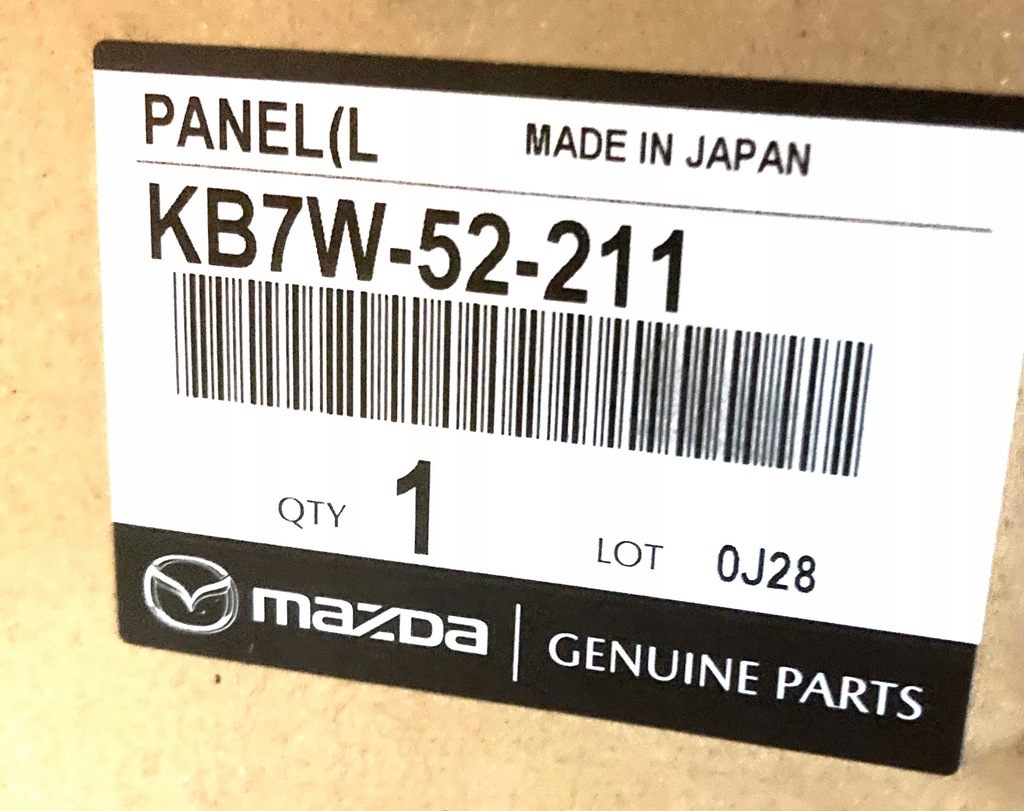 PANEL(L MADE IN JAPAN
KB7W-52-211
QTY 1 LOT 0J28
mazda GENUINE PARTS